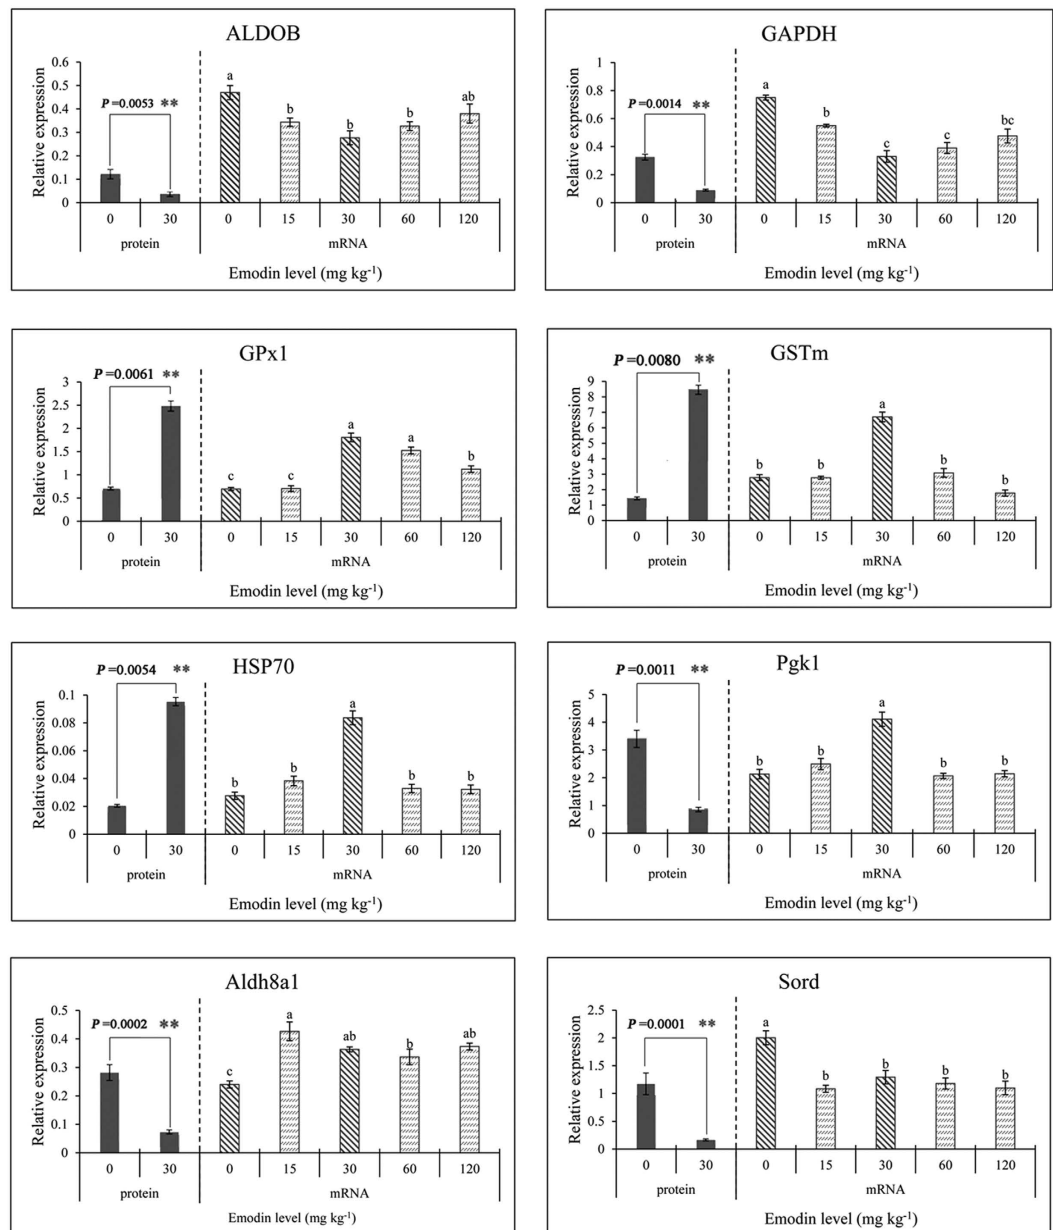 ALDOB
P =0.0053 **
Relative expression
0.6
0.5
0.4
0.3
0.2
0.1
0
a
b
b
b
ab
0 30 0 15 30 60 120
protein mRNA
Emodin level (mg kg-1)
GAPDH
P =0.0014 **
Relative expression
1
0.8
0.6
0.4
0.2
0
a
b
c
c
bc
0 30 0 15 30 60 120
protein mRNA
Emodin level (mg kg-1)
GPx1
P =0.0061 **
Relative expression
3
2.5
2
1.5
1
0.5
0
c
c
a
a
b
0 30 0 15 30 60 120
protein mRNA
Emodin level (mg kg-1)
GSTm
P =0.0080 **
Relative expression
9
8
7
6
5
4
3
2
1
0
b
b
a
b
b
0 30 0 15 30 60 120
protein mRNA
Emodin level (mg kg-1)
HSP70
P =0.0054 **
Relative expression
0.1
0.08
0.06
0.04
0.02
0
b
b
a
b
b
0 30 0 15 30 60 120
protein mRNA
Emodin level (mg kg-1)
Pgk1
P =0.0011 **
Relative expression
5
4
3
2
1
0
b
b
a
b
b
0 30 0 15 30 60 120
protein mRNA
Emodin level (mg kg-1)
Aldh8a1
P =0.0002 **
Relative expression
0.5
0.4
0.3
0.2
0.1
0
c
a
ab
b
ab
0 30 0 15 30 60 120
protein mRNA
Emodin level (mg kg-1)
Sord
P =0.0001 **
Relative expression
2.5
2
1.5
1
0.5
0
a
b
b
b
b
0 30 0 15 30 60 120
protein mRNA
Emodin level (mg kg-1)